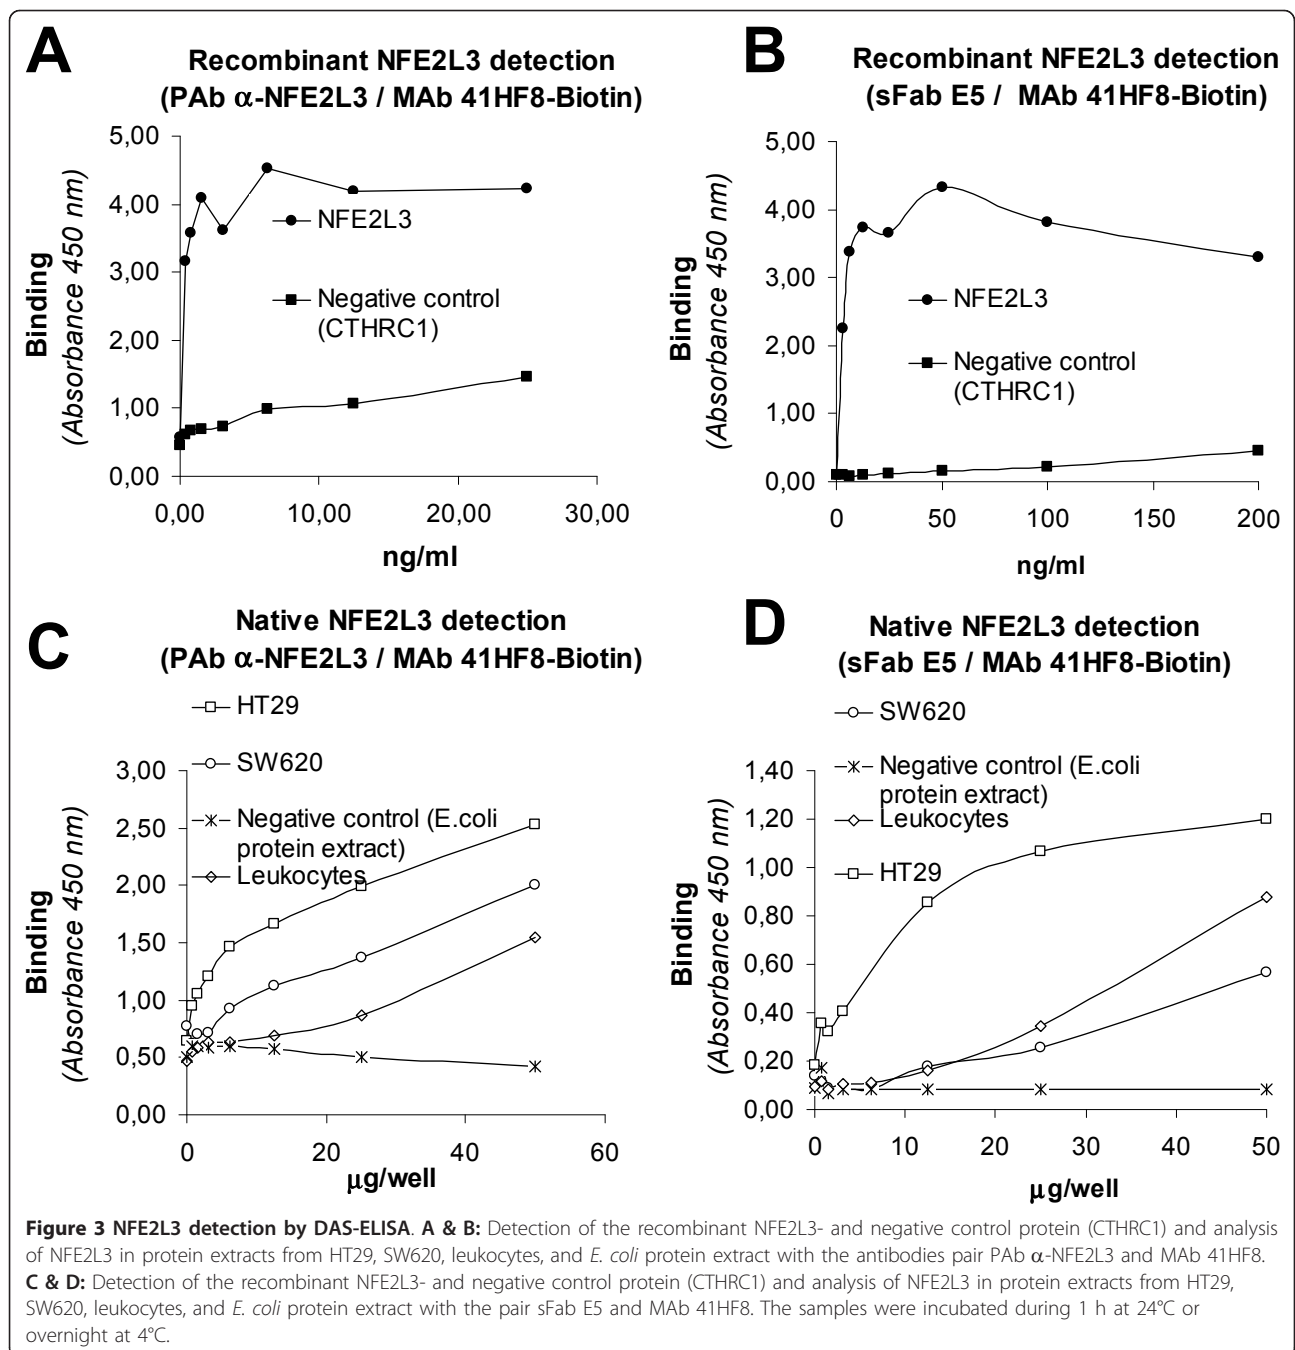 A
Recombinant NFE2L3 detection
(PAb α-NFE2L3 / MAb 41HF8-Biotin)
5,00
4,00
3,00
2,00
1,00
0,00
Binding
(Absorbance 450 nm)
NFE2L3
Negative control
(CTHRC1)
0,00 10,00 20,00 30,00
ng/ml
B
Recombinant NFE2L3 detection
(sFab E5 / MAb 41HF8-Biotin)
5,00
4,00
3,00
2,00
1,00
0,00
Binding
(Absorbance 450 nm)
NFE2L3
Negative control
(CTHRC1)
0 50 100 150 200
ng/ml
C
Native NFE2L3 detection
(PAb α-NFE2L3 / MAb 41HF8-Biotin)
HT29
SW620
Negative control (E.coli
protein extract)
Leukocytes
3,00
2,50
2,00
1,50
1,00
0,50
0,00
Binding
(Absorbance 450 nm)
0 20 40 60
µg/well
D
Native NFE2L3 detection
(sFab E5 / MAb 41HF8-Biotin)
SW620
Negative control (E.coli
protein extract)
Leukocytes
HT29
1,40
1,20
1,00
0,80
0,60
0,40
0,20
0,00
Binding
(Absorbance 450 nm)
0 10 20 30 40 50
µg/well
Figure 3 NFE2L3 detection by DAS-ELISA. A & B: Detection of the recombinant NFE2L3- and negative control protein (CTHRC1) and analysis
of NFE2L3 in protein extracts from HT29, SW620, leukocytes, and E. coli protein extract with the antibodies pair PAb α-NFE2L3 and MAb 41HF8.
C & D: Detection of the recombinant NFE2L3- and negative control protein (CTHRC1) and analysis of NFE2L3 in protein extracts from HT29,
SW620, leukocytes, and E. coli protein extract with the pair sFab E5 and MAb 41HF8. The samples were incubated during 1 h at 24°C or
overnight at 4°C.